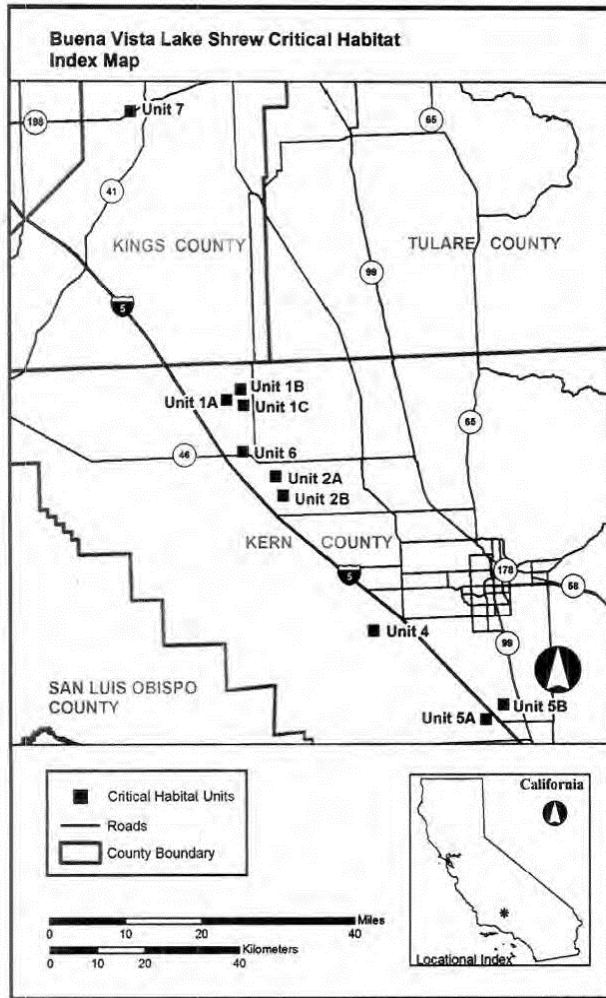 Buena Vista Lake Shrew Critical Habitat
Index Map
Unit 7
198
65
41
KINGS COUNTY
TULARE COUNTY
99
5
Unit 1B
Unit 1A
Unit 1C
65
46
Unit 6
Unit 2A
Unit 2B
KERN COUNTY
178
5
58
Unit 4
99
SAN LUIS OBISPO
COUNTY
Unit 5B
Unit 5A
Critical Habitat Units
Roads
County Boundary
California
Miles
0 10 20 40
Kilometers
0 10 20 40
Locational Index